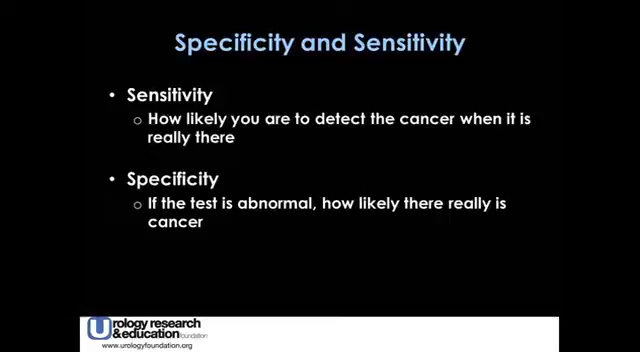 Specificity and Sensitivity
• Sensitivity
o How likely you are to detect the cancer when it is
really there
• Specificity
o If the test is abnormal, how likely there really is
cancer
Urology research
&education foundation
www.urologyfoundation.org